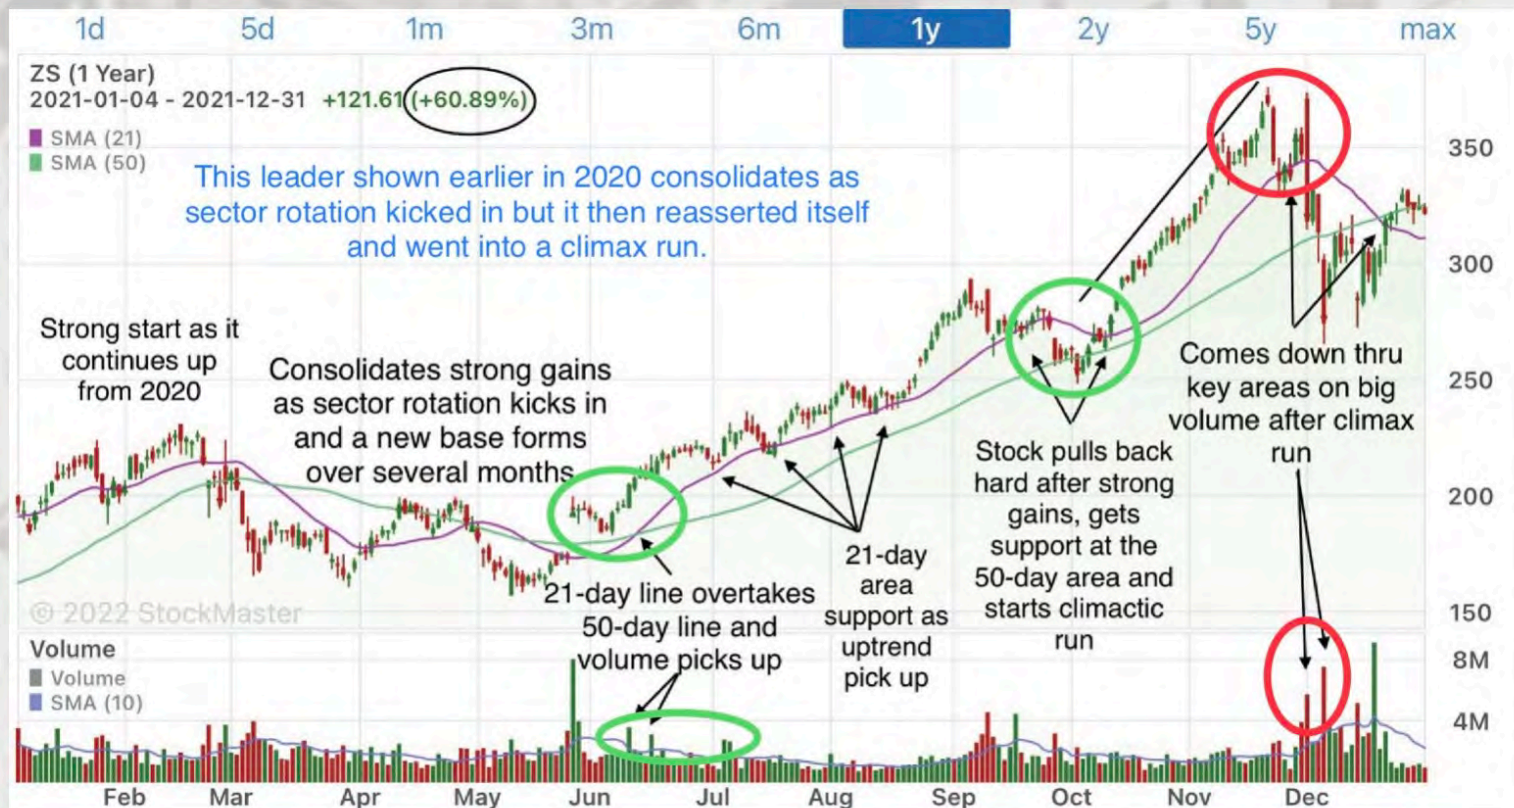 1d 5d 1m 3m 6m 1y 2y 5y max
ZS (1 Year)
2021-01-04 - 2021-12-31 +121.61 (+60.89%)
SMA (21)
SMA (50)
This leader shown earlier in 2020 consolidates as
sector rotation kicked in but it then reasserted itself
and went into a climax run.
Strong start as it
continues up
from 2020
Consolidates strong gains
as sector rotation kicks in
and a new base forms
over several months
21-day line overtakes
50-day line and
volume picks up
21-day
area
support as
uptrend
pick up
Stock pulls back
hard after strong
gains, gets
support at the
50-day area and
starts climactic
run
Comes down thru
key areas on big
volume after climax
run
350
300
250
200
150
© 2022 StockMaster
Volume
Volume
SMA (10)
8M
4M
Feb Mar Apr May Jun Jul Aug Sep Oct Nov Dec